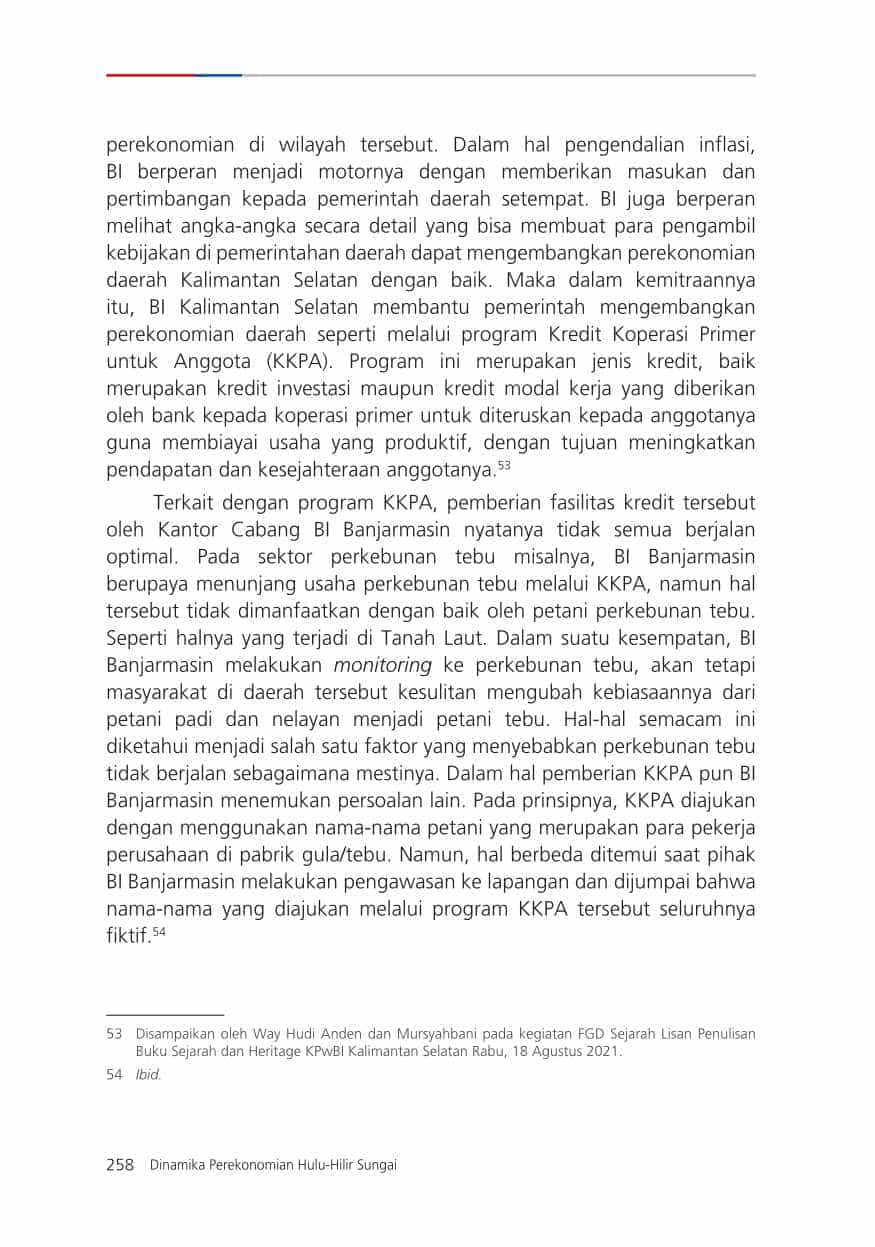 perekonomian di wilayah tersebut. Dalam hal pengendalian inflasi,
BI berperan menjadi motornya dengan memberikan masukan dan
pertimbangan kepada pemerintah daerah setempat. BI juga berperan
melihat angka-angka secara detail yang bisa membuat para pengambil
kebijakan di pemerintahan daerah dapat mengembangkan perekonomian
daerah Kalimantan Selatan dengan baik. Maka dalam kemitraannya
itu, BI Kalimantan Selatan membantu pemerintah mengembangkan
perekonomian daerah seperti melalui program Kredit Koperasi Primer
untuk Anggota (KKPA). Program ini merupakan jenis kredit, baik
merupakan kredit investasi maupun kredit modal kerja yang diberikan
oleh bank kepada koperasi primer untuk diteruskan kepada anggotanya
guna membiayai usaha yang produktif, dengan tujuan meningkatkan
pendapatan dan kesejahteraan anggotanya.53
Terkait dengan program KKPA, pemberian fasilitas kredit tersebut
oleh Kantor Cabang BI Banjarmasin nyatanya tidak semua berjalan
optimal. Pada sektor perkebunan tebu misalnya, BI Banjarmasin
berupaya menunjang usaha perkebunan tebu melalui KKPA, namun hal
tersebut tidak dimanfaatkan dengan baik oleh petani perkebunan tebu.
Seperti halnya yang terjadi di Tanah Laut. Dalam suatu kesempatan, BI
Banjarmasin melakukan monitoring ke perkebunan tebu, akan tetapi
masyarakat di daerah tersebut kesulitan mengubah kebiasaannya dari
petani padi dan nelayan menjadi petani tebu. Hal-hal semacam ini
diketahui menjadi salah satu faktor yang menyebabkan perkebunan tebu
tidak berjalan sebagaimana mestinya. Dalam hal pemberian KKPA pun BI
Banjarmasin menemukan persoalan lain. Pada prinsipnya, KKPA diajukan
dengan menggunakan nama-nama petani yang merupakan para pekerja
perusahaan di pabrik gula/tebu. Namun, hal berbeda ditemui saat pihak
BI Banjarmasin melakukan pengawasan ke lapangan dan dijumpai bahwa
nama-nama yang diajukan melalui program KKPA tersebut seluruhnya
fiktif.54
53 Disampaikan oleh Way Hudi Anden dan Mursyahbani pada kegiatan FGD Sejarah Lisan Penulisan
Buku Sejarah dan Heritage KPwBI Kalimantan Selatan Rabu, 18 Agustus 2021.
54 Ibid.
258 Dinamika Perekonomian Hulu-Hilir Sungai